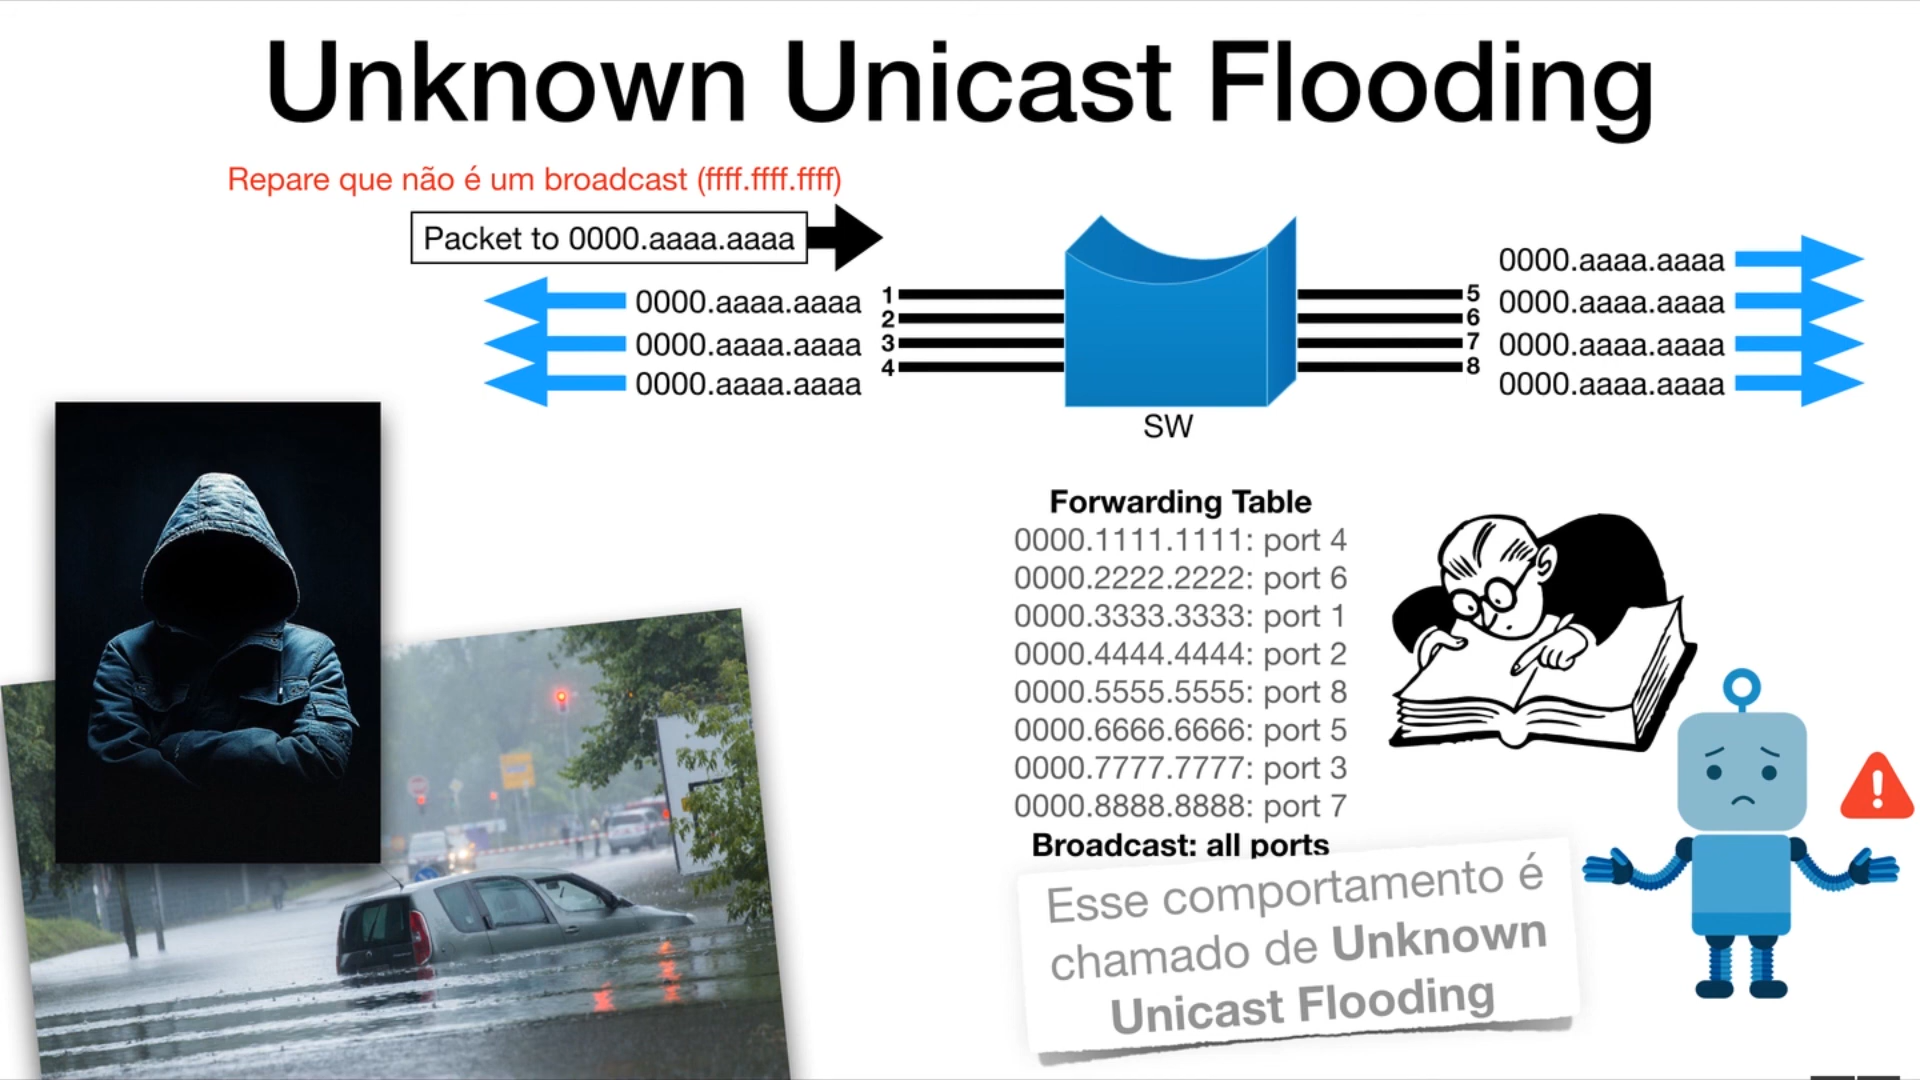 Unknown Unicast Flooding
Repare que não é um broadcast (ffff.ffff.ffff)
Packet to 0000.aaaa.aaaa
0000.aaaa.aaaa 1
2
0000.aaaa.aaaa 3
4
0000.aaaa.aaaa
0000.aaaa.aaaa
5 0000.aaaa.aaaa
6
7 0000.aaaa.aaaa
8
0000.aaaa.aaaa
SW
Forwarding Table
0000.1111.1111: port 4
0000.2222.2222: port 6
0000.3333.3333: port 1
0000.4444.4444: port 2
0000.5555.5555: port 8
0000.6666.6666: port 5
0000.7777.7777: port 3
0000.8888.8888: port 7
Broadcast: all ports
Esse comportamento é
chamado de Unknown
Unicast Flooding